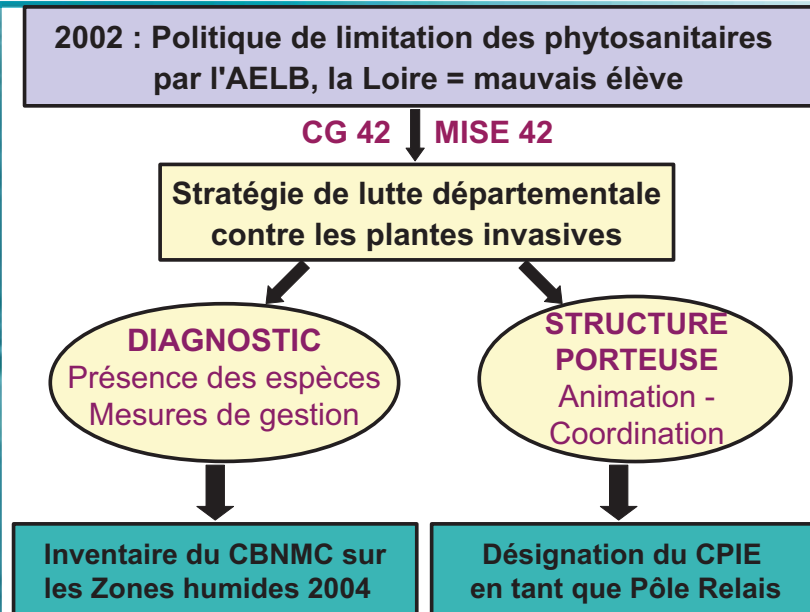 2002 : Politique de limitation des phytosanitaires
par l'AELB, la Loire = mauvais élève
CG 42 MISE 42
Stratégie de lutte départementale
contre les plantes invasives
DIAGNOSTIC
Présence des espèces
Mesures de gestion
STRUCTURE
PORTEUSE
Animation -
Coordination
Inventaire du CBNMC sur
les Zones humides 2004
Désignation du CPIE
en tant que Pôle Relais